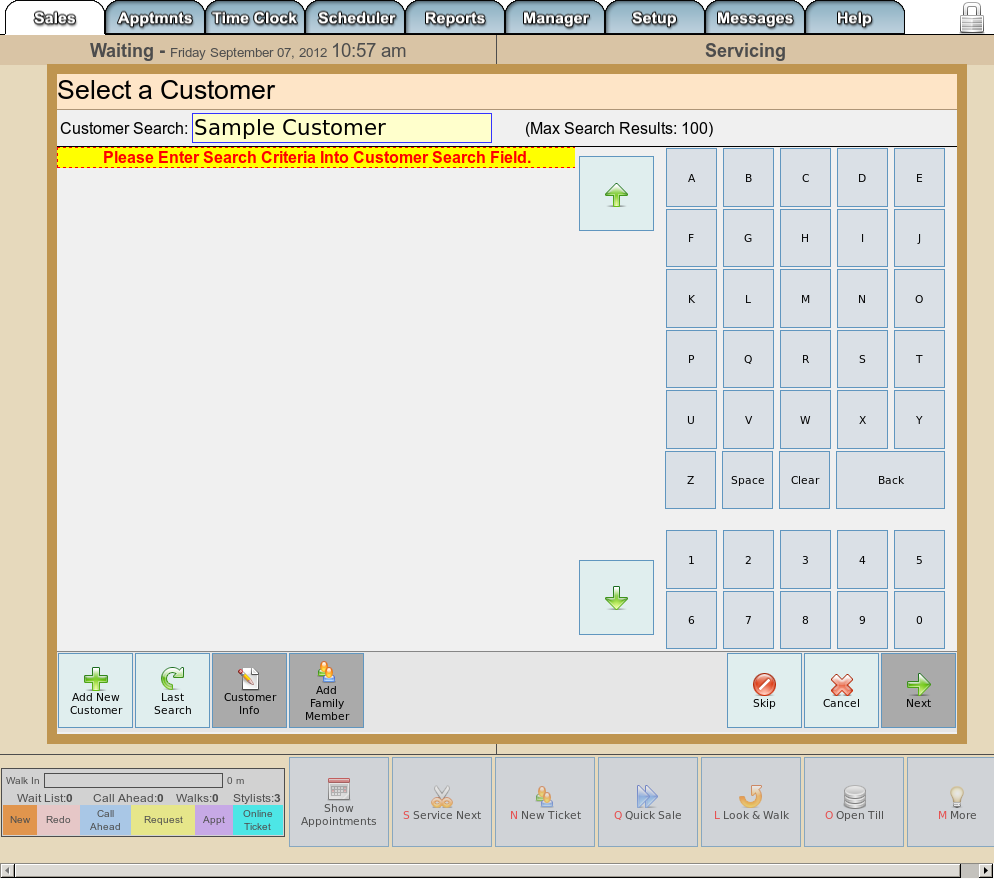 Sales Apptmnts Time Clock Scheduler Reports Manager Setup Messages Help
Waiting - Friday September 07, 2012 10:57 am
Servicing
Select a Customer
Customer Search: Sample Customer (Max Search Results: 100)
Please Enter Search Criteria Into Customer Search Field.
A B C D E
F G H I J
K L M N O
P Q R S T
U V W X Y
Z Space Clear Back
1 2 3 4 5
6 7 8 9 0
Add New
Customer
Last
Search
Customer
Info
Add
Family
Member
Skip
Cancel
Next
Walk In 0 m
Wait List:0 Call Ahead:0 Walks:0 Stylists:3
New
Redo
Call
Ahead
Request
Appt
Online
Ticket
Show
Appointments
S Service Next
N New Ticket
Q Quick Sale
L Look & Walk
O Open Till
M More